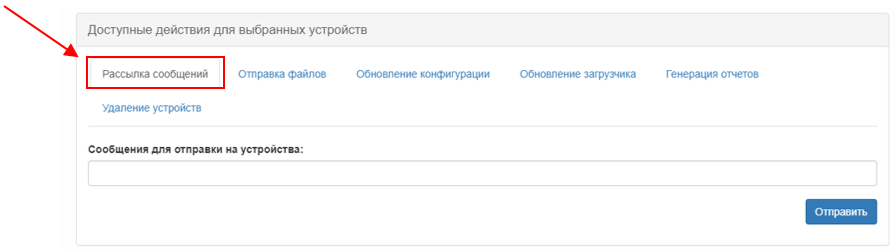 Доступные действия для выбранных устройств
Рассылка сообщений Отправка файлов Обновление конфигурации Обновление загрузчика Генерация отчетов
Удаление устройств
Сообщения для отправки на устройства:
Отправить